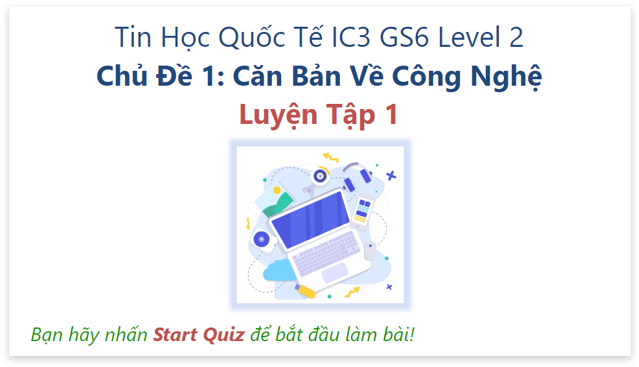 Tin Học Quốc Tế IC3 GS6 Level 2
Chủ Đề 1: Căn Bản Về Công Nghệ
Luyện Tập 1
Bạn hãy nhấn Start Quiz để bắt đầu làm bài!